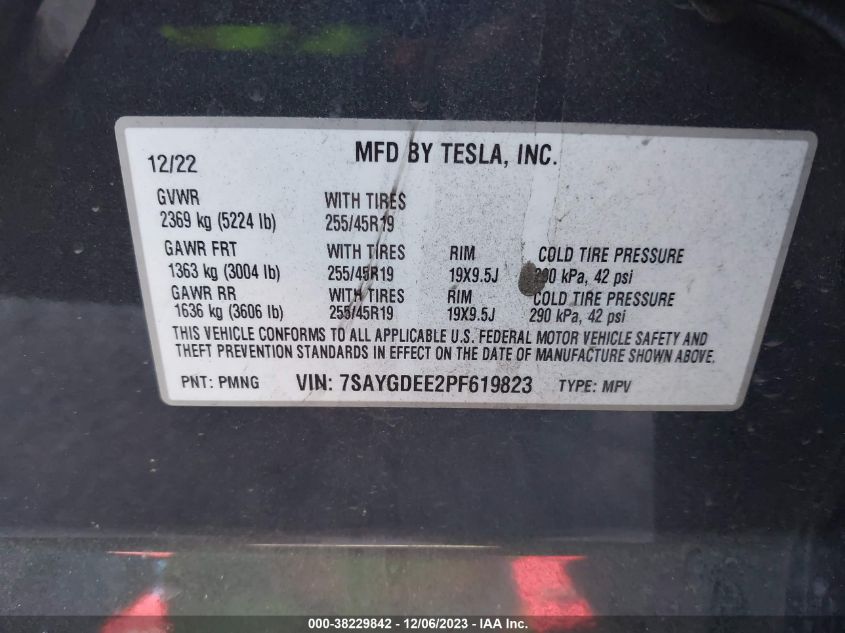 MFD BY TESLA, INC.
12/22
GVWR WITH TIRES
2369 kg (5224 lb) 255/45R19
GAWR FRT WITH TIRES RIM COLD TIRE PRESSURE
1363 kg (3004 lb) 255/45R19 19X9.5J 290 kPa, 42 psi
GAWR RR WITH TIRES RIM COLD TIRE PRESSURE
1636 kg (3606 lb) 255/45R19 19X9.5J 290 kPa, 42 psi
THIS VEHICLE CONFORMS TO ALL APPLICABLE U.S. FEDERAL MOTOR VEHICLE SAFETY AND
THEFT PREVENTION STANDARDS IN EFFECT ON THE DATE OF MANUFACTURE SHOWN ABOVE.
PNT: PMNG VIN: 7SAYGDEE2PF619823 TYPE: MPV
000-38229842 - 12/06/2023 - IAA Inc.